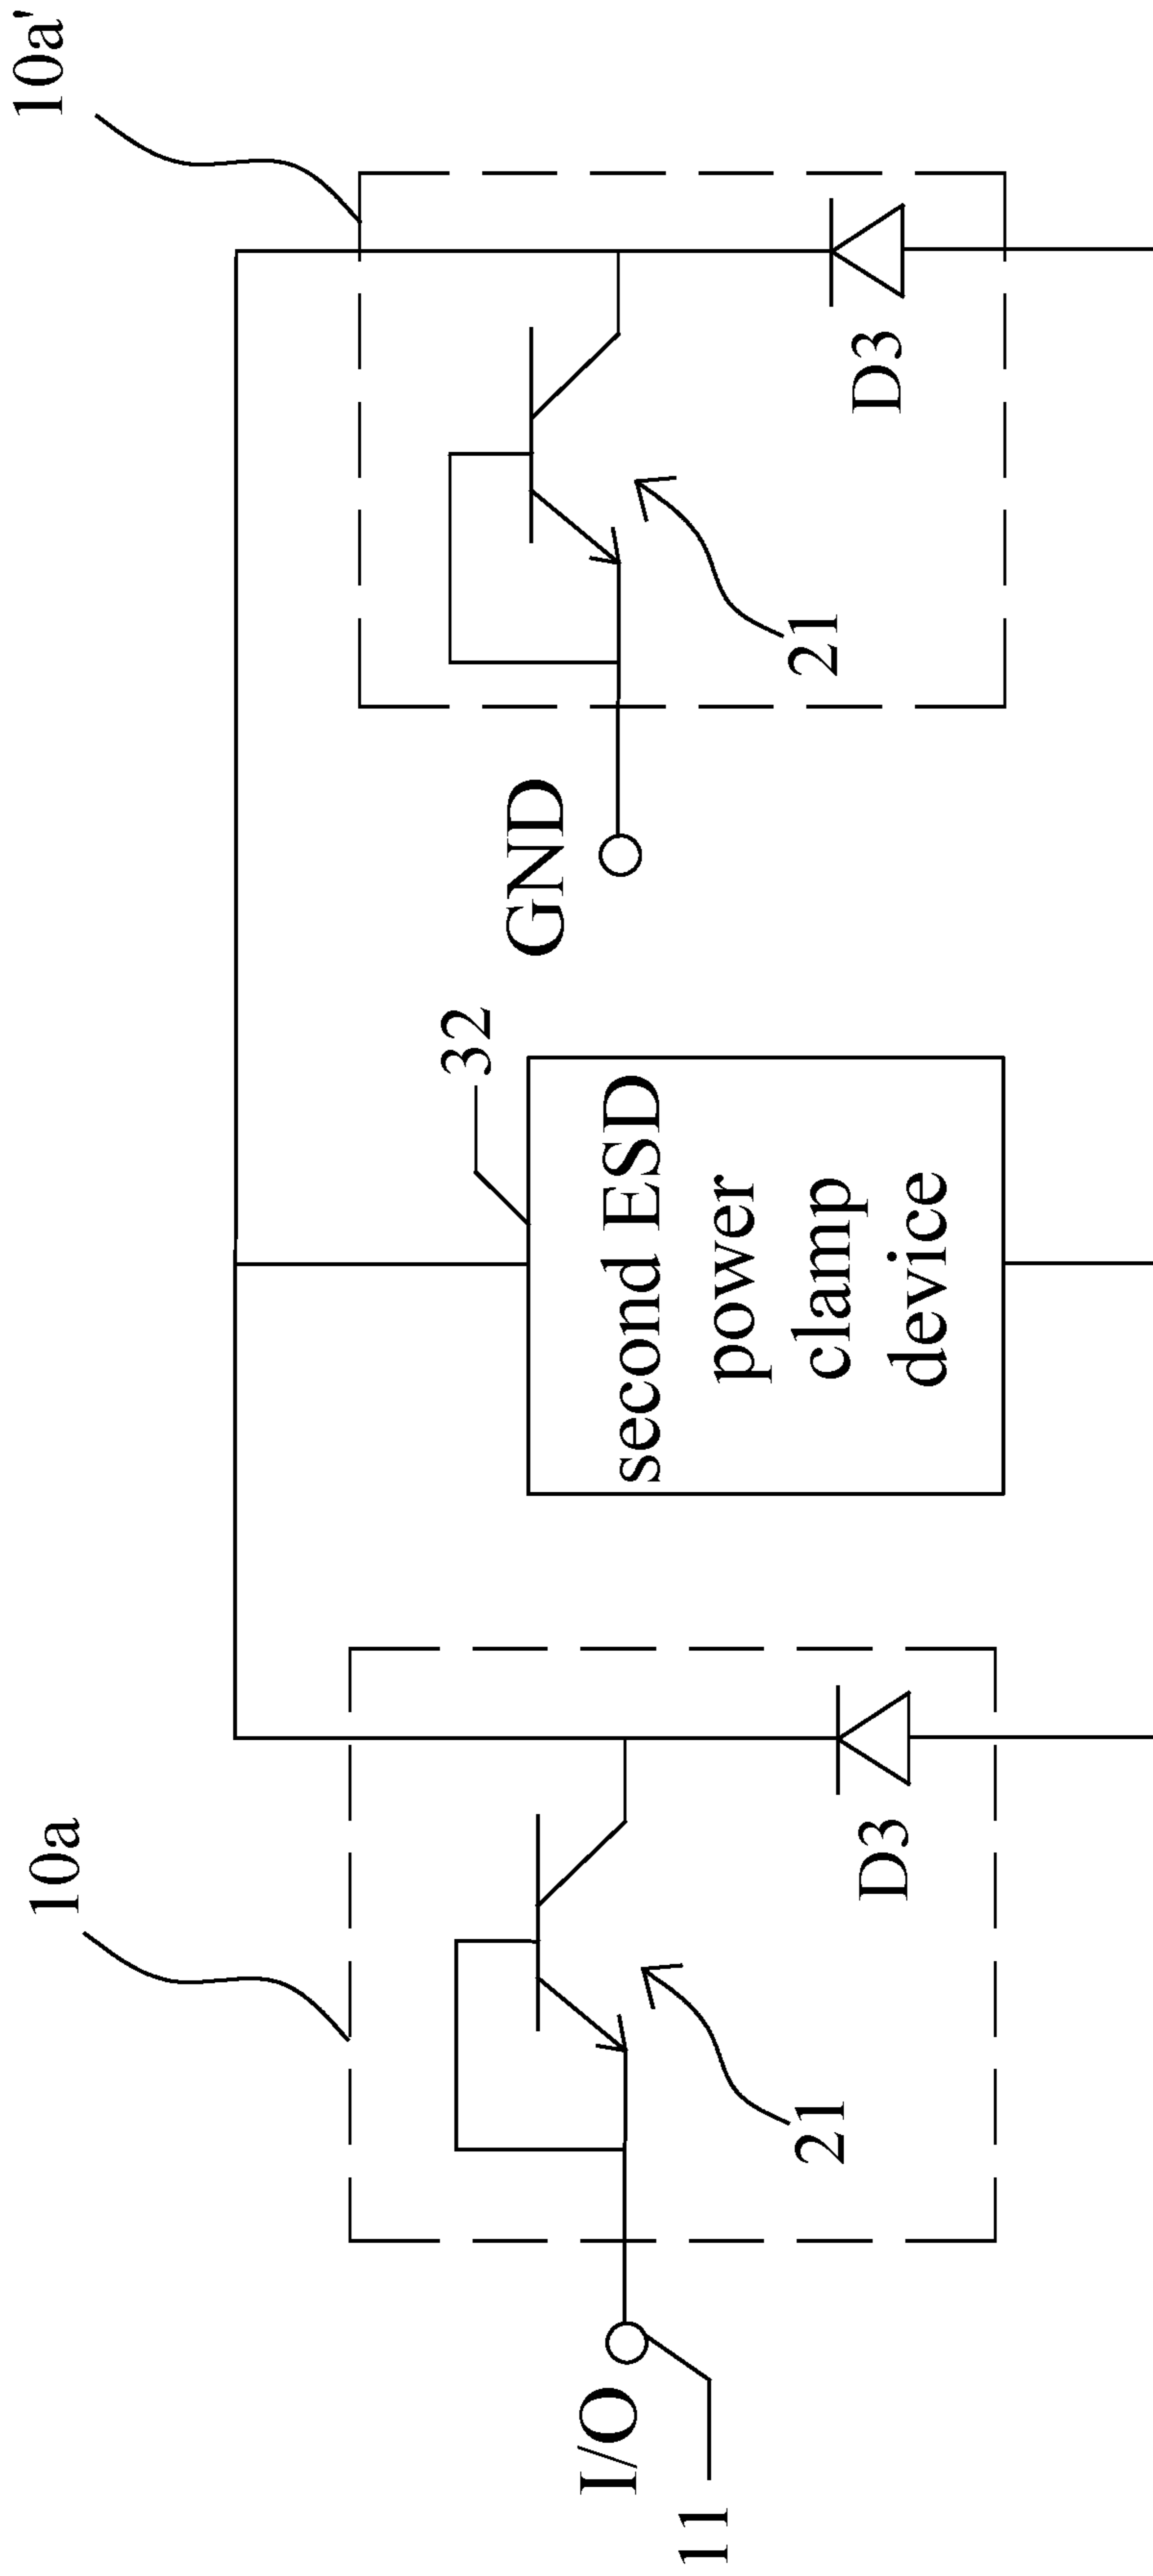 10a
10a'
32
I/O
11
21
D3
second ESD
power
clamp
device
GND
21
D3